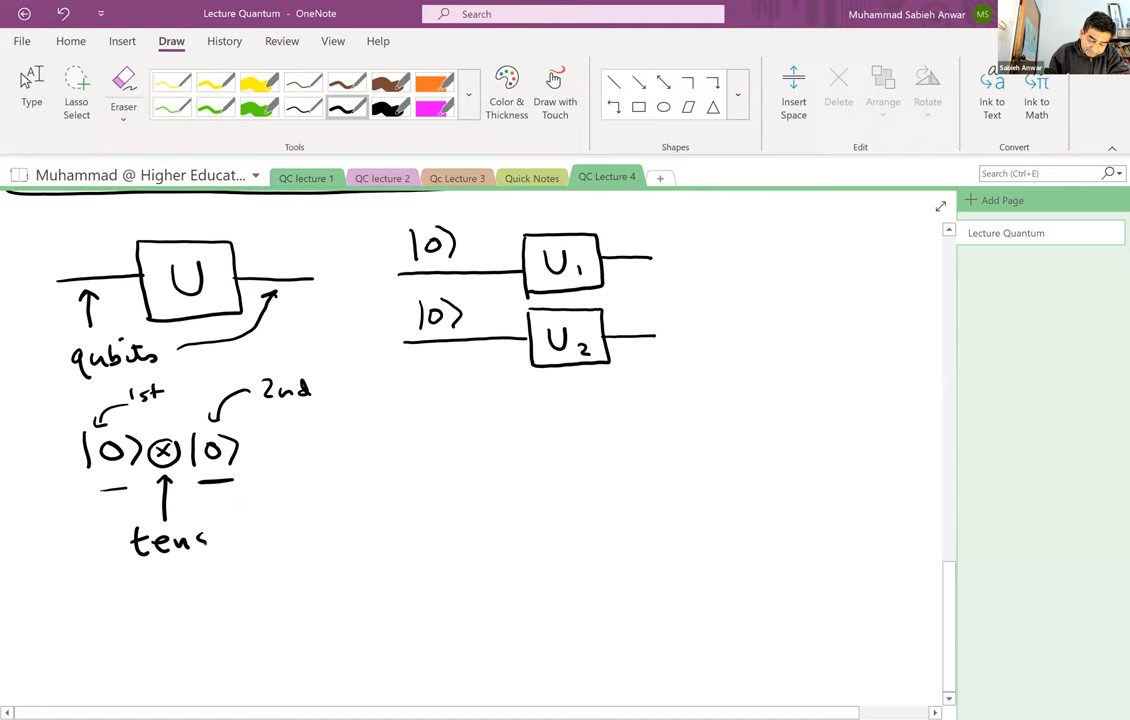 Lecture Quantum - OneNote
Search
Muhammad Sabieh Anwar
MS
File Home Insert Draw History Review View Help
Sabieh Anwar
Type
Lasso Select
Eraser
Color & Thickness
Draw with Touch
Insert Space
Delete
Arrange
Rotate
Ink to Text
Ink to Math
Tools
Shapes
Edit
Convert
Muhammad @ Higher Educat...
QC lecture 1
QC lecture 2
Qc Lecture 3
Quick Notes
QC Lecture 4
Search (Ctrl+E)
Add Page
Lecture Quantum
U
|0⟩ U1
|0⟩ U2
qubits
1st 2nd
|0⟩ ⊗ |0⟩
tens